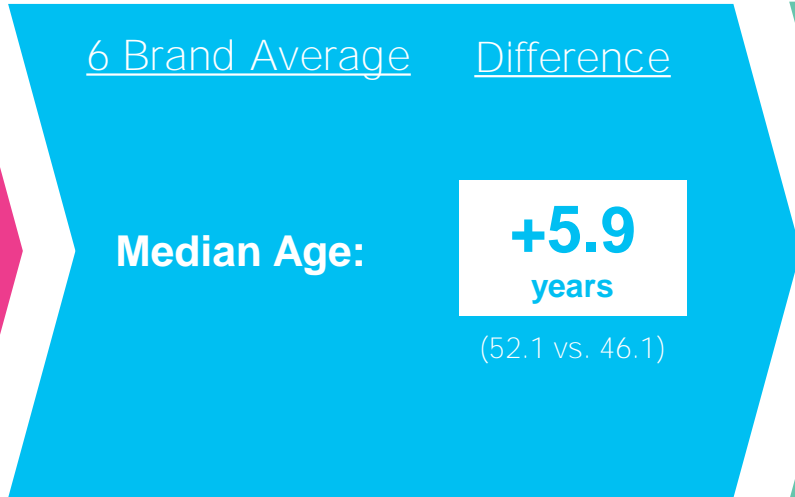 6 Brand Average Difference
Median Age:
+5.9
years
(52.1 vs. 46.1)